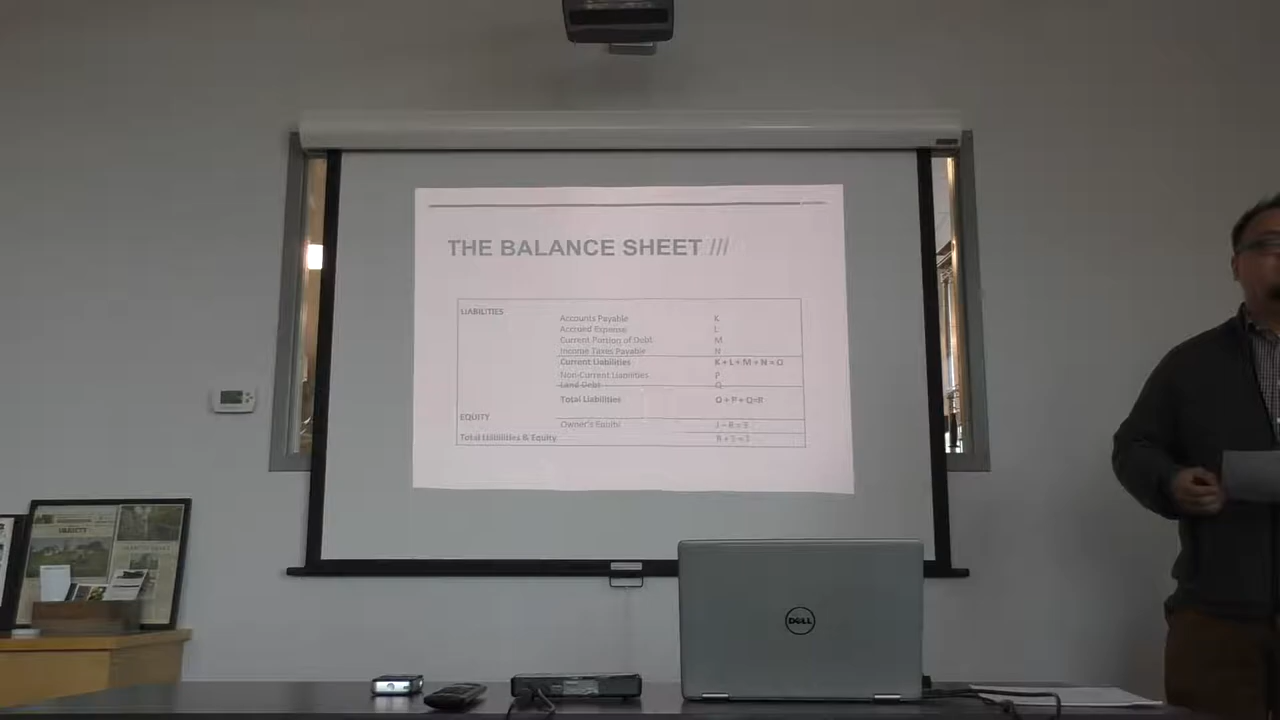 THE BALANCE SHEET ///
LIABILITIES
Accounts Payable K
Accrued Expense L
Current Portion of Debt M
Income Taxes Payable N
Current Liabilities K + L + M + N = O
Non-Current Liabilities P
Land Debt Q
Total Liabilities O + P + Q=R
EQUITY
Owner's Equity
Total Liabilities & Equity
DELL